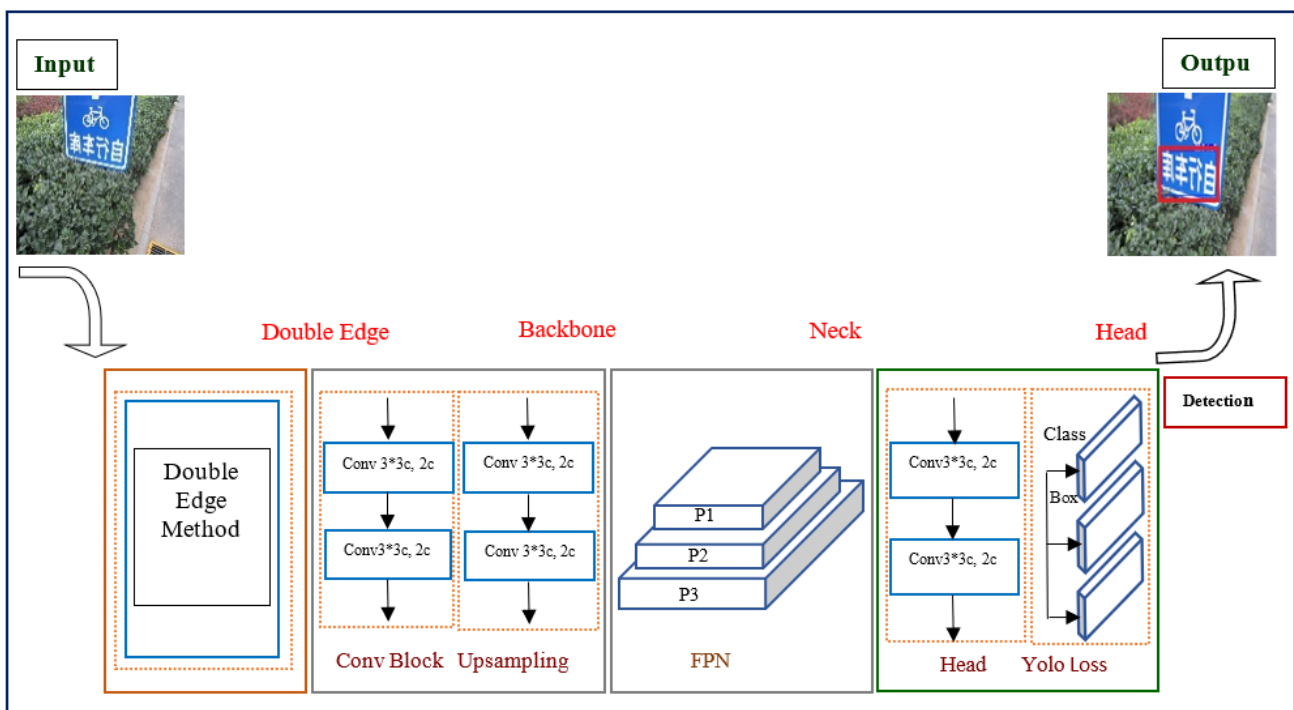 Input
Outpu
自行车库
自行车库
Double Edge
Backbone
Neck
Head
Detection
Double
Edge
Method
Conv 3*3c, 2c
Conv 3*3c, 2c
Conv3*3c, 2c
Conv 3*3c, 2c
P1
P2
P3
Conv3*3c, 2c
Conv3*3c, 2c
Class
Box
Conv Block
Upsampling
FPN
Head
Yolo Loss